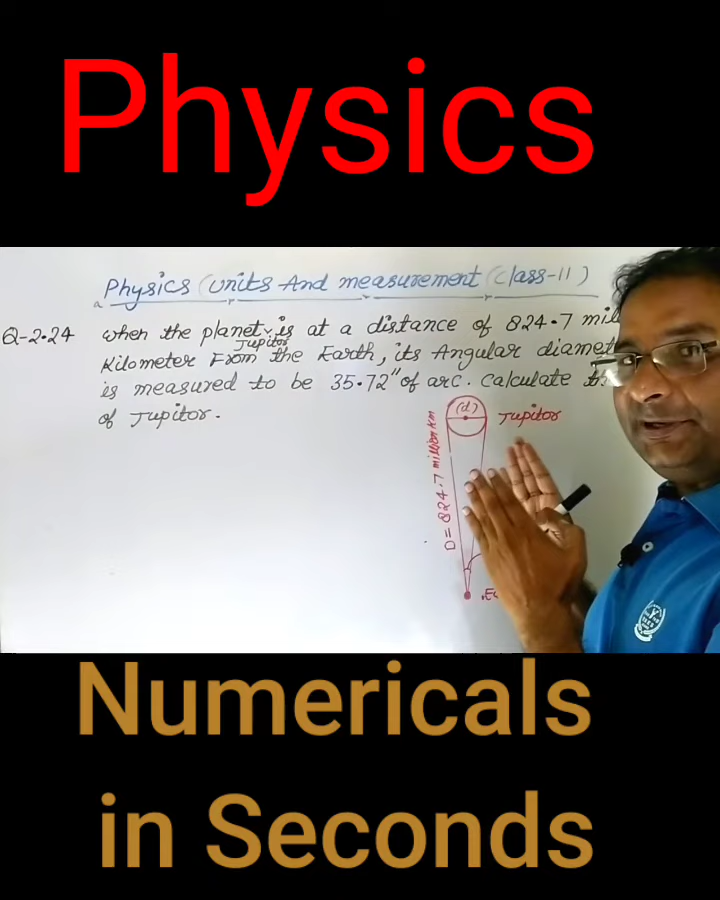 Physics
Physics (units And measurement (class-11)
Q-2.24 when the planet is at a distance of 824.7
Jupitor
Kilometer From the Earth, its Angular
is measured to be 35.72" of arc. Calculate
of Jupitor.
(d) Jupitor
D = 824.7 million Km
Numericals
in Seconds